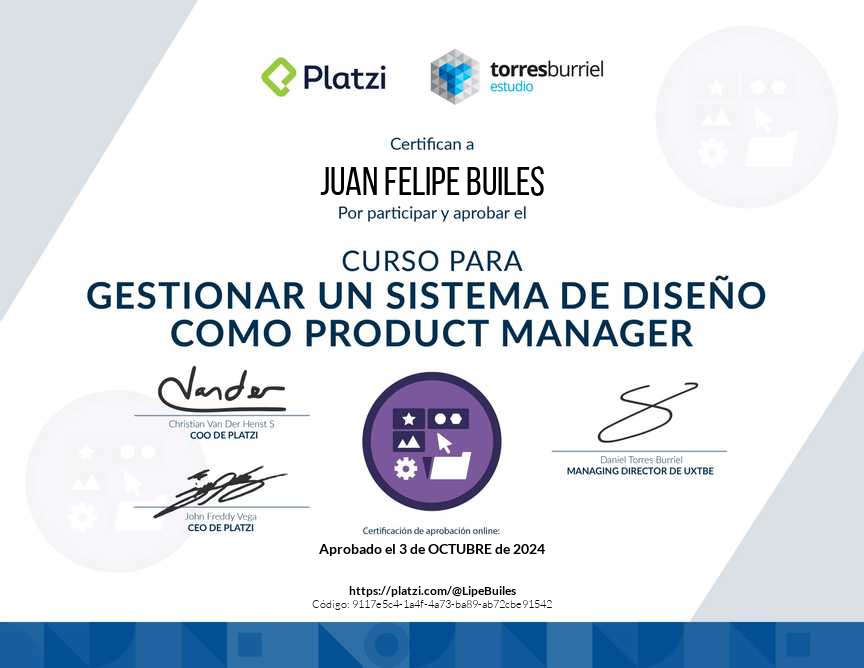 Platzi
torresburriel
estudio
Certifican a
JUAN FELIPE BUILES
Por participar y aprobar el
CURSO PARA
GESTIONAR UN SISTEMA DE DISEÑO
COMO PRODUCT MANAGER
Vander
Christian Van Der Henst S
COO DE PLATZI
John Freddy Vega
CEO DE PLATZI
Daniel Torres Burriel
MANAGING DIRECTOR DE UXTBE
Certificación de aprobación online:
Aprobado el 3 de OCTUBRE de 2024
https://platzi.com/@LipeBuiles
Código: 9117e5c4-1a4f-4a73-ba89-ab72cbe91542